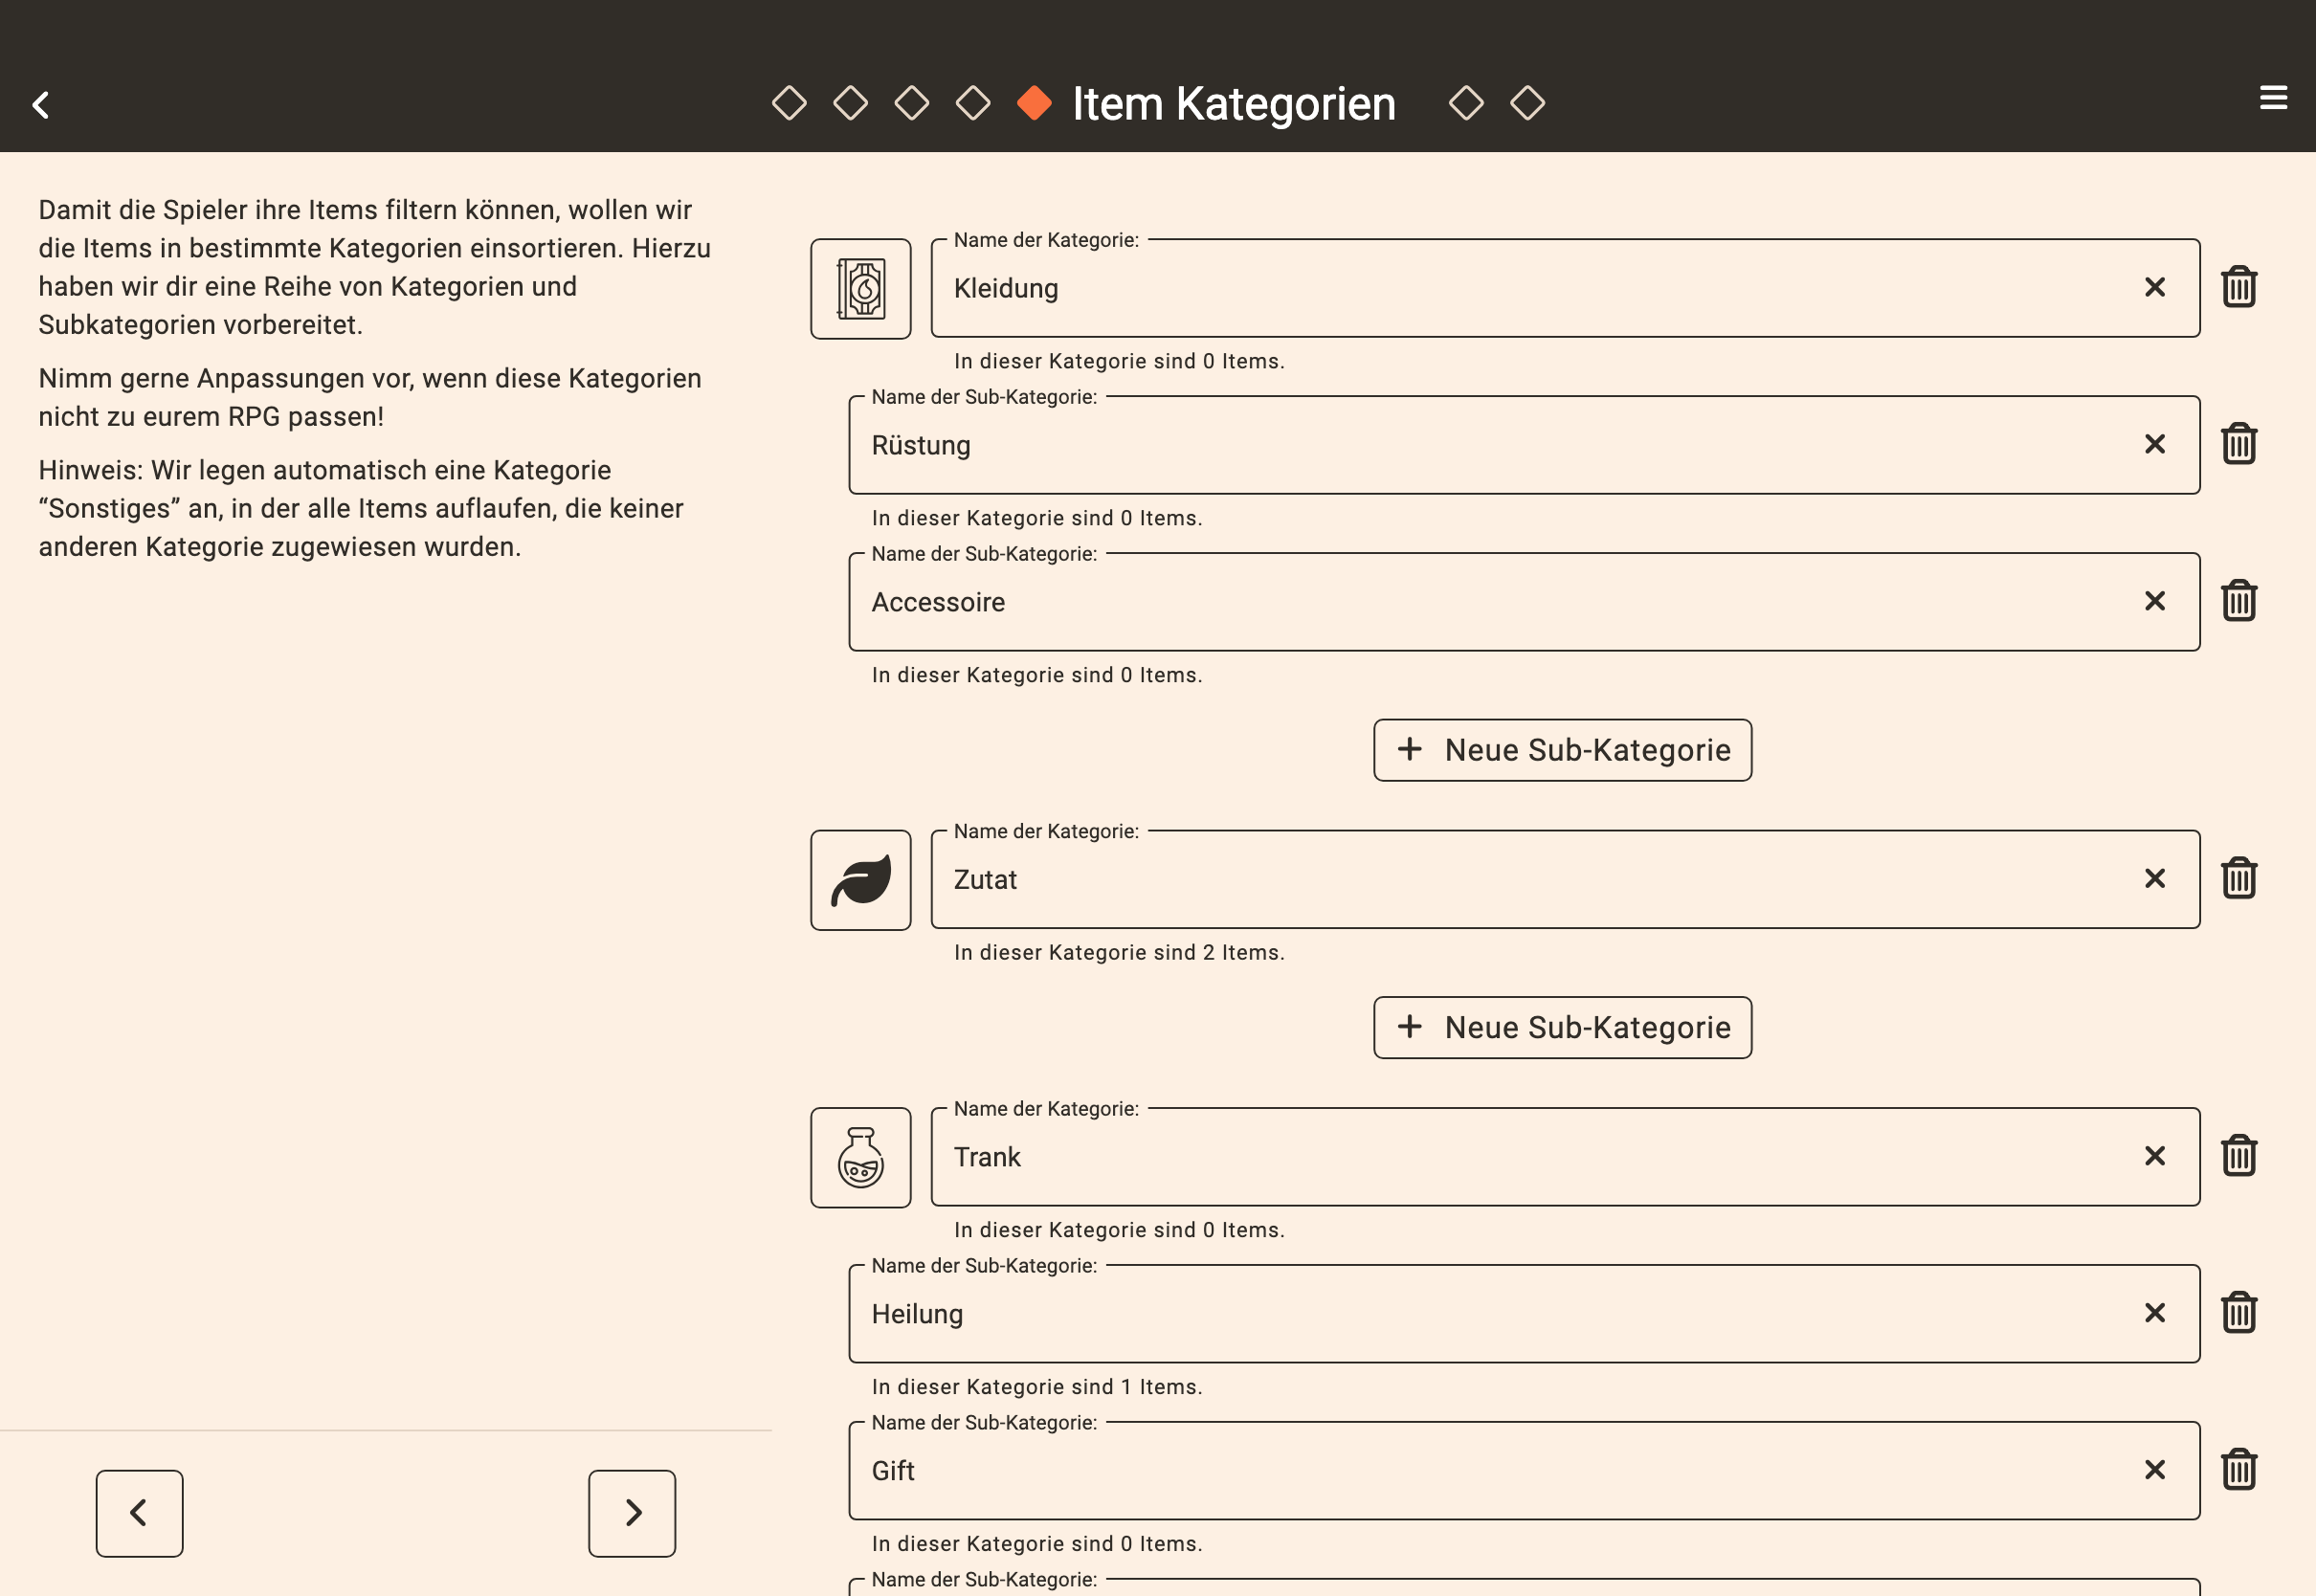 Item Kategorien
Damit die Spieler ihre Items filtern können, wollen wir
die Items in bestimmte Kategorien einsortieren. Hierzu
haben wir dir eine Reihe von Kategorien und
Subkategorien vorbereitet.
Nimm gerne Anpassungen vor, wenn diese Kategorien
nicht zu eurem RPG passen!
Hinweis: Wir legen automatisch eine Kategorie
“Sonstiges” an, in der alle Items auflaufen, die keiner
anderen Kategorie zugewiesen wurden.
Name der Kategorie:
Kleidung
In dieser Kategorie sind 0 Items.
Name der Sub-Kategorie:
Rüstung
In dieser Kategorie sind 0 Items.
Name der Sub-Kategorie:
Accessoire
In dieser Kategorie sind 0 Items.
+ Neue Sub-Kategorie
Name der Kategorie:
Zutat
In dieser Kategorie sind 2 Items.
+ Neue Sub-Kategorie
Name der Kategorie:
Trank
In dieser Kategorie sind 0 Items.
Name der Sub-Kategorie:
Heilung
In dieser Kategorie sind 1 Items.
Name der Sub-Kategorie:
Gift
In dieser Kategorie sind 0 Items.
Name der Sub-Kategorie: